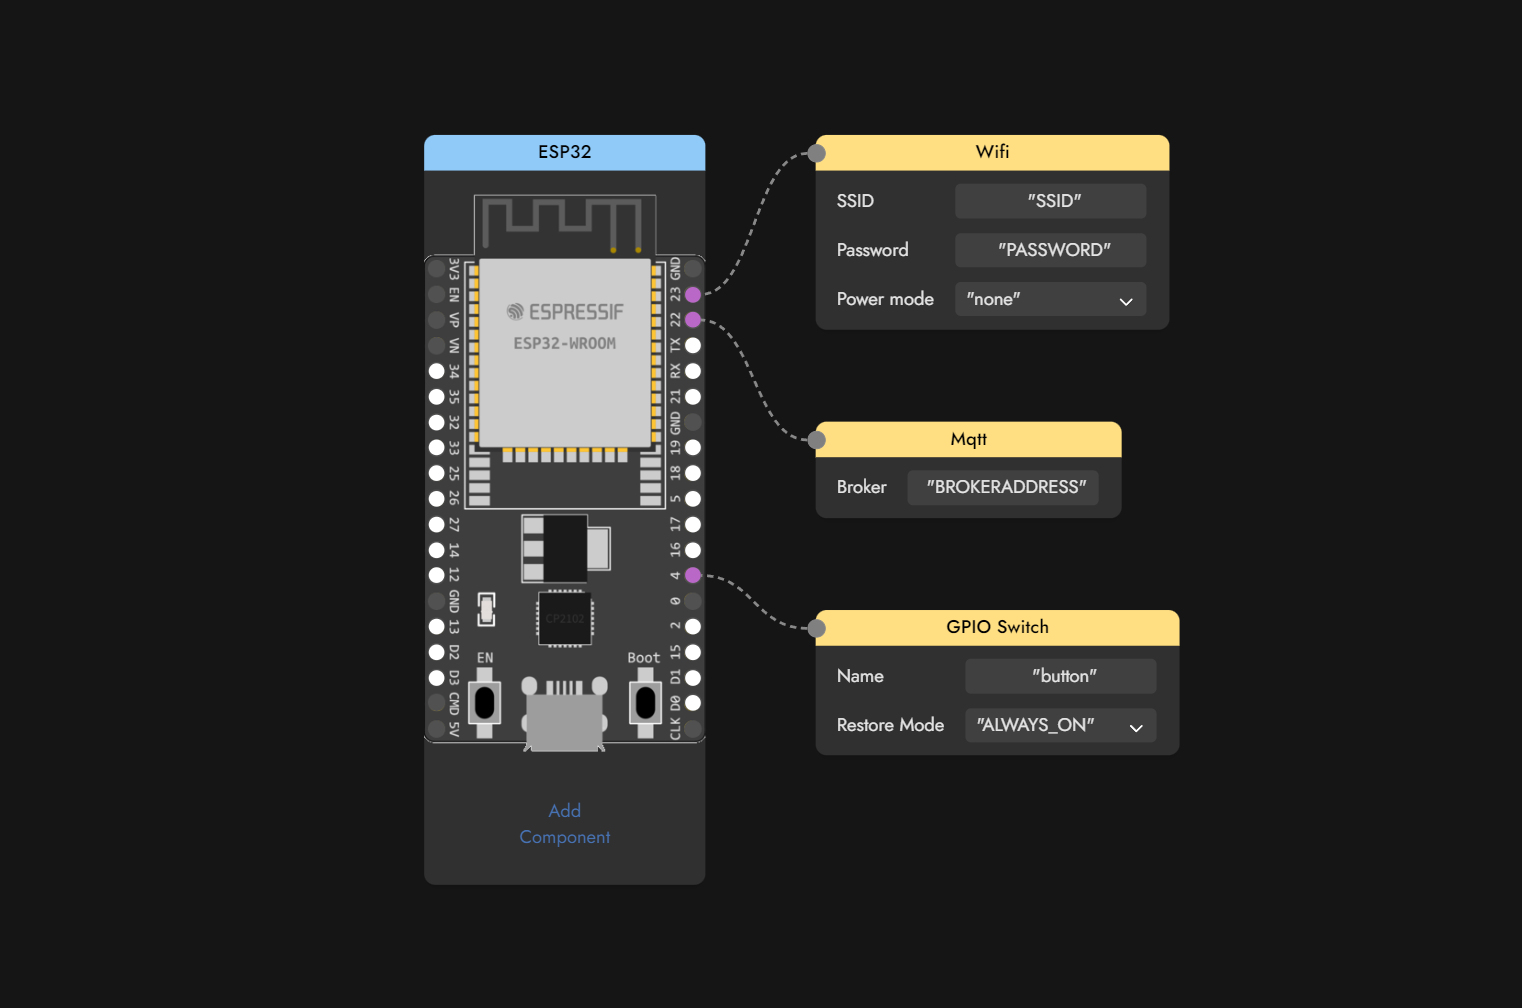 ESP32
3V3
EN
VP
VN
34
35
32
33
25
26
27
14
12
GND
13
D2
D3
CMD
5V
ESPRESSIF
ESP32-WROOM
CP2102
EN
Boot
GND
23
22
TX
RX
21
GND
19
18
5
17
16
4
0
2
15
D1
D0
CLK
Add
Component
Wifi
SSID "SSID"
Password "PASSWORD"
Power mode "none"
Mqtt
Broker "BROKERADDRESS"
GPIO Switch
Name "button"
Restore Mode "ALWAYS_ON"